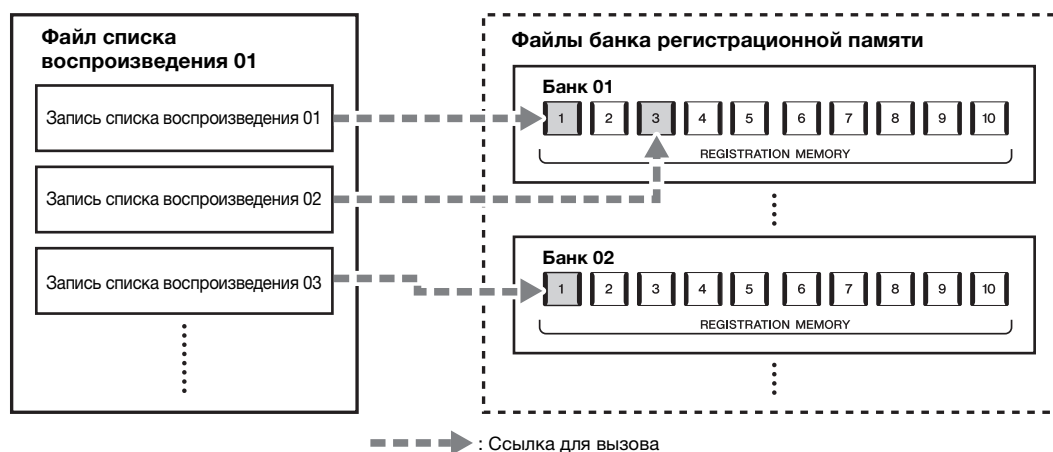 Файл списка
воспроизведения 01
Запись списка воспроизведения 01
Запись списка воспроизведения 02
Запись списка воспроизведения 03
Файлы банка регистрационной памяти
Банк 01
1 2 3 4 5 6 7 8 9 10
REGISTRATION MEMORY
Банк 02
1 2 3 4 5 6 7 8 9 10
REGISTRATION MEMORY
: Ссылка для вызова